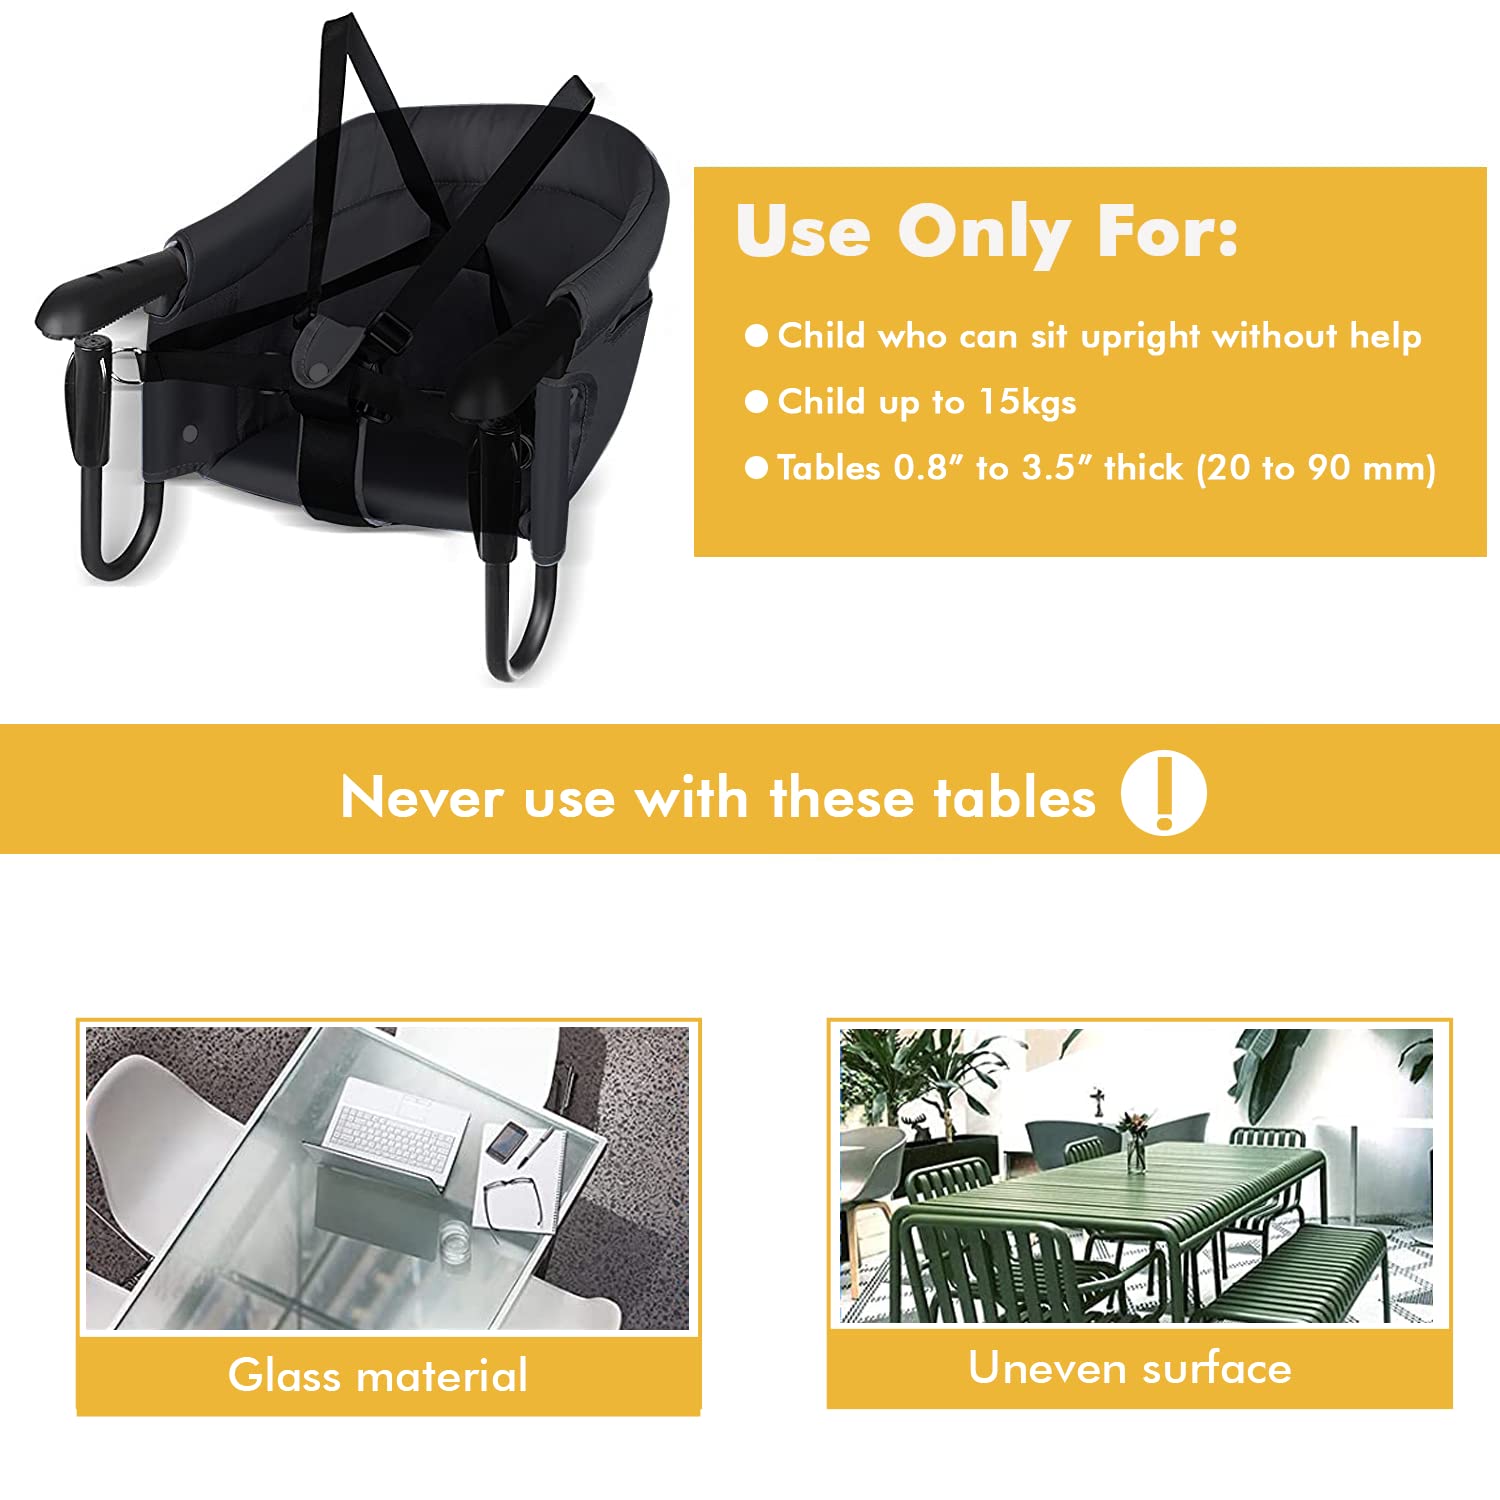 Use Only For:
● Child who can sit upright without help
● Child up to 15kgs
● Tables 0.8” to 3.5” thick (20 to 90 mm)
Never use with these tables !
Glass material
Uneven surface